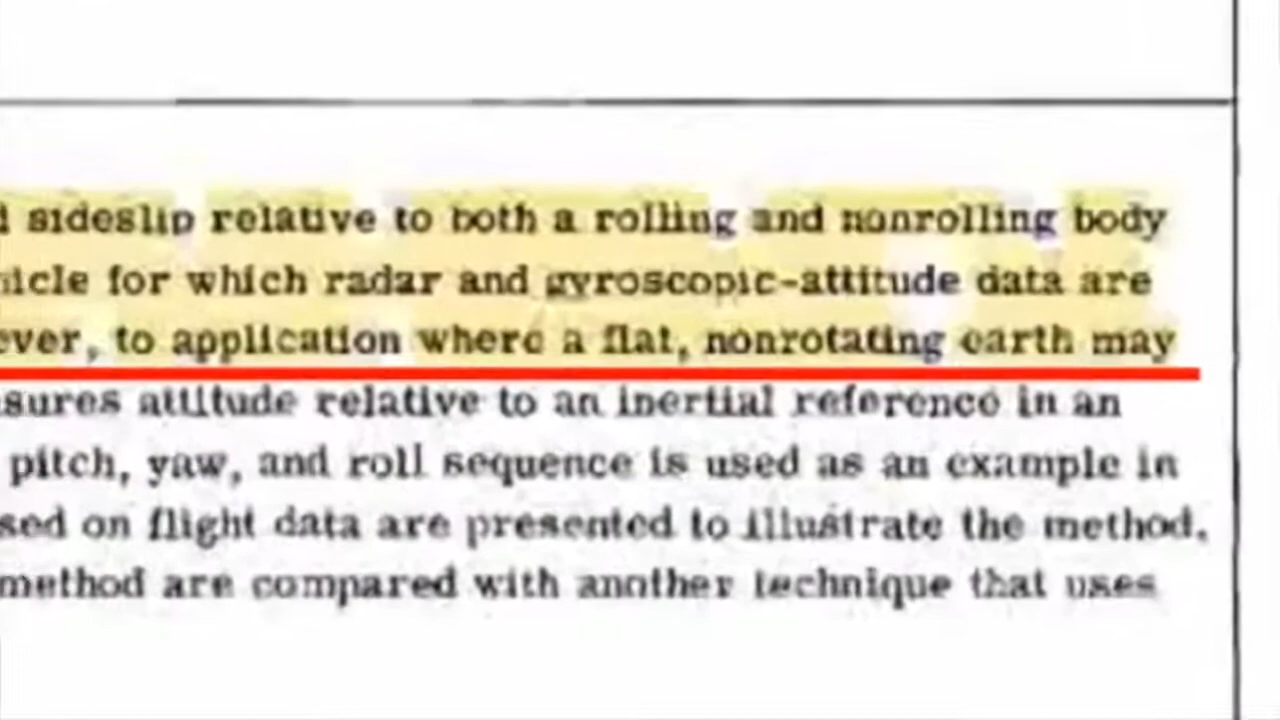 sideslip relative to both a rolling and nonrolling body
icle for which radar and gyroscopic-attitude data are
ever, to application where a flat, nonrotating earth may
sures attitude relative to an inertial reference in an
pitch, yaw, and roll sequence is used as an example in
sed on flight data are presented to illustrate the method.
method are compared with another technique that uses